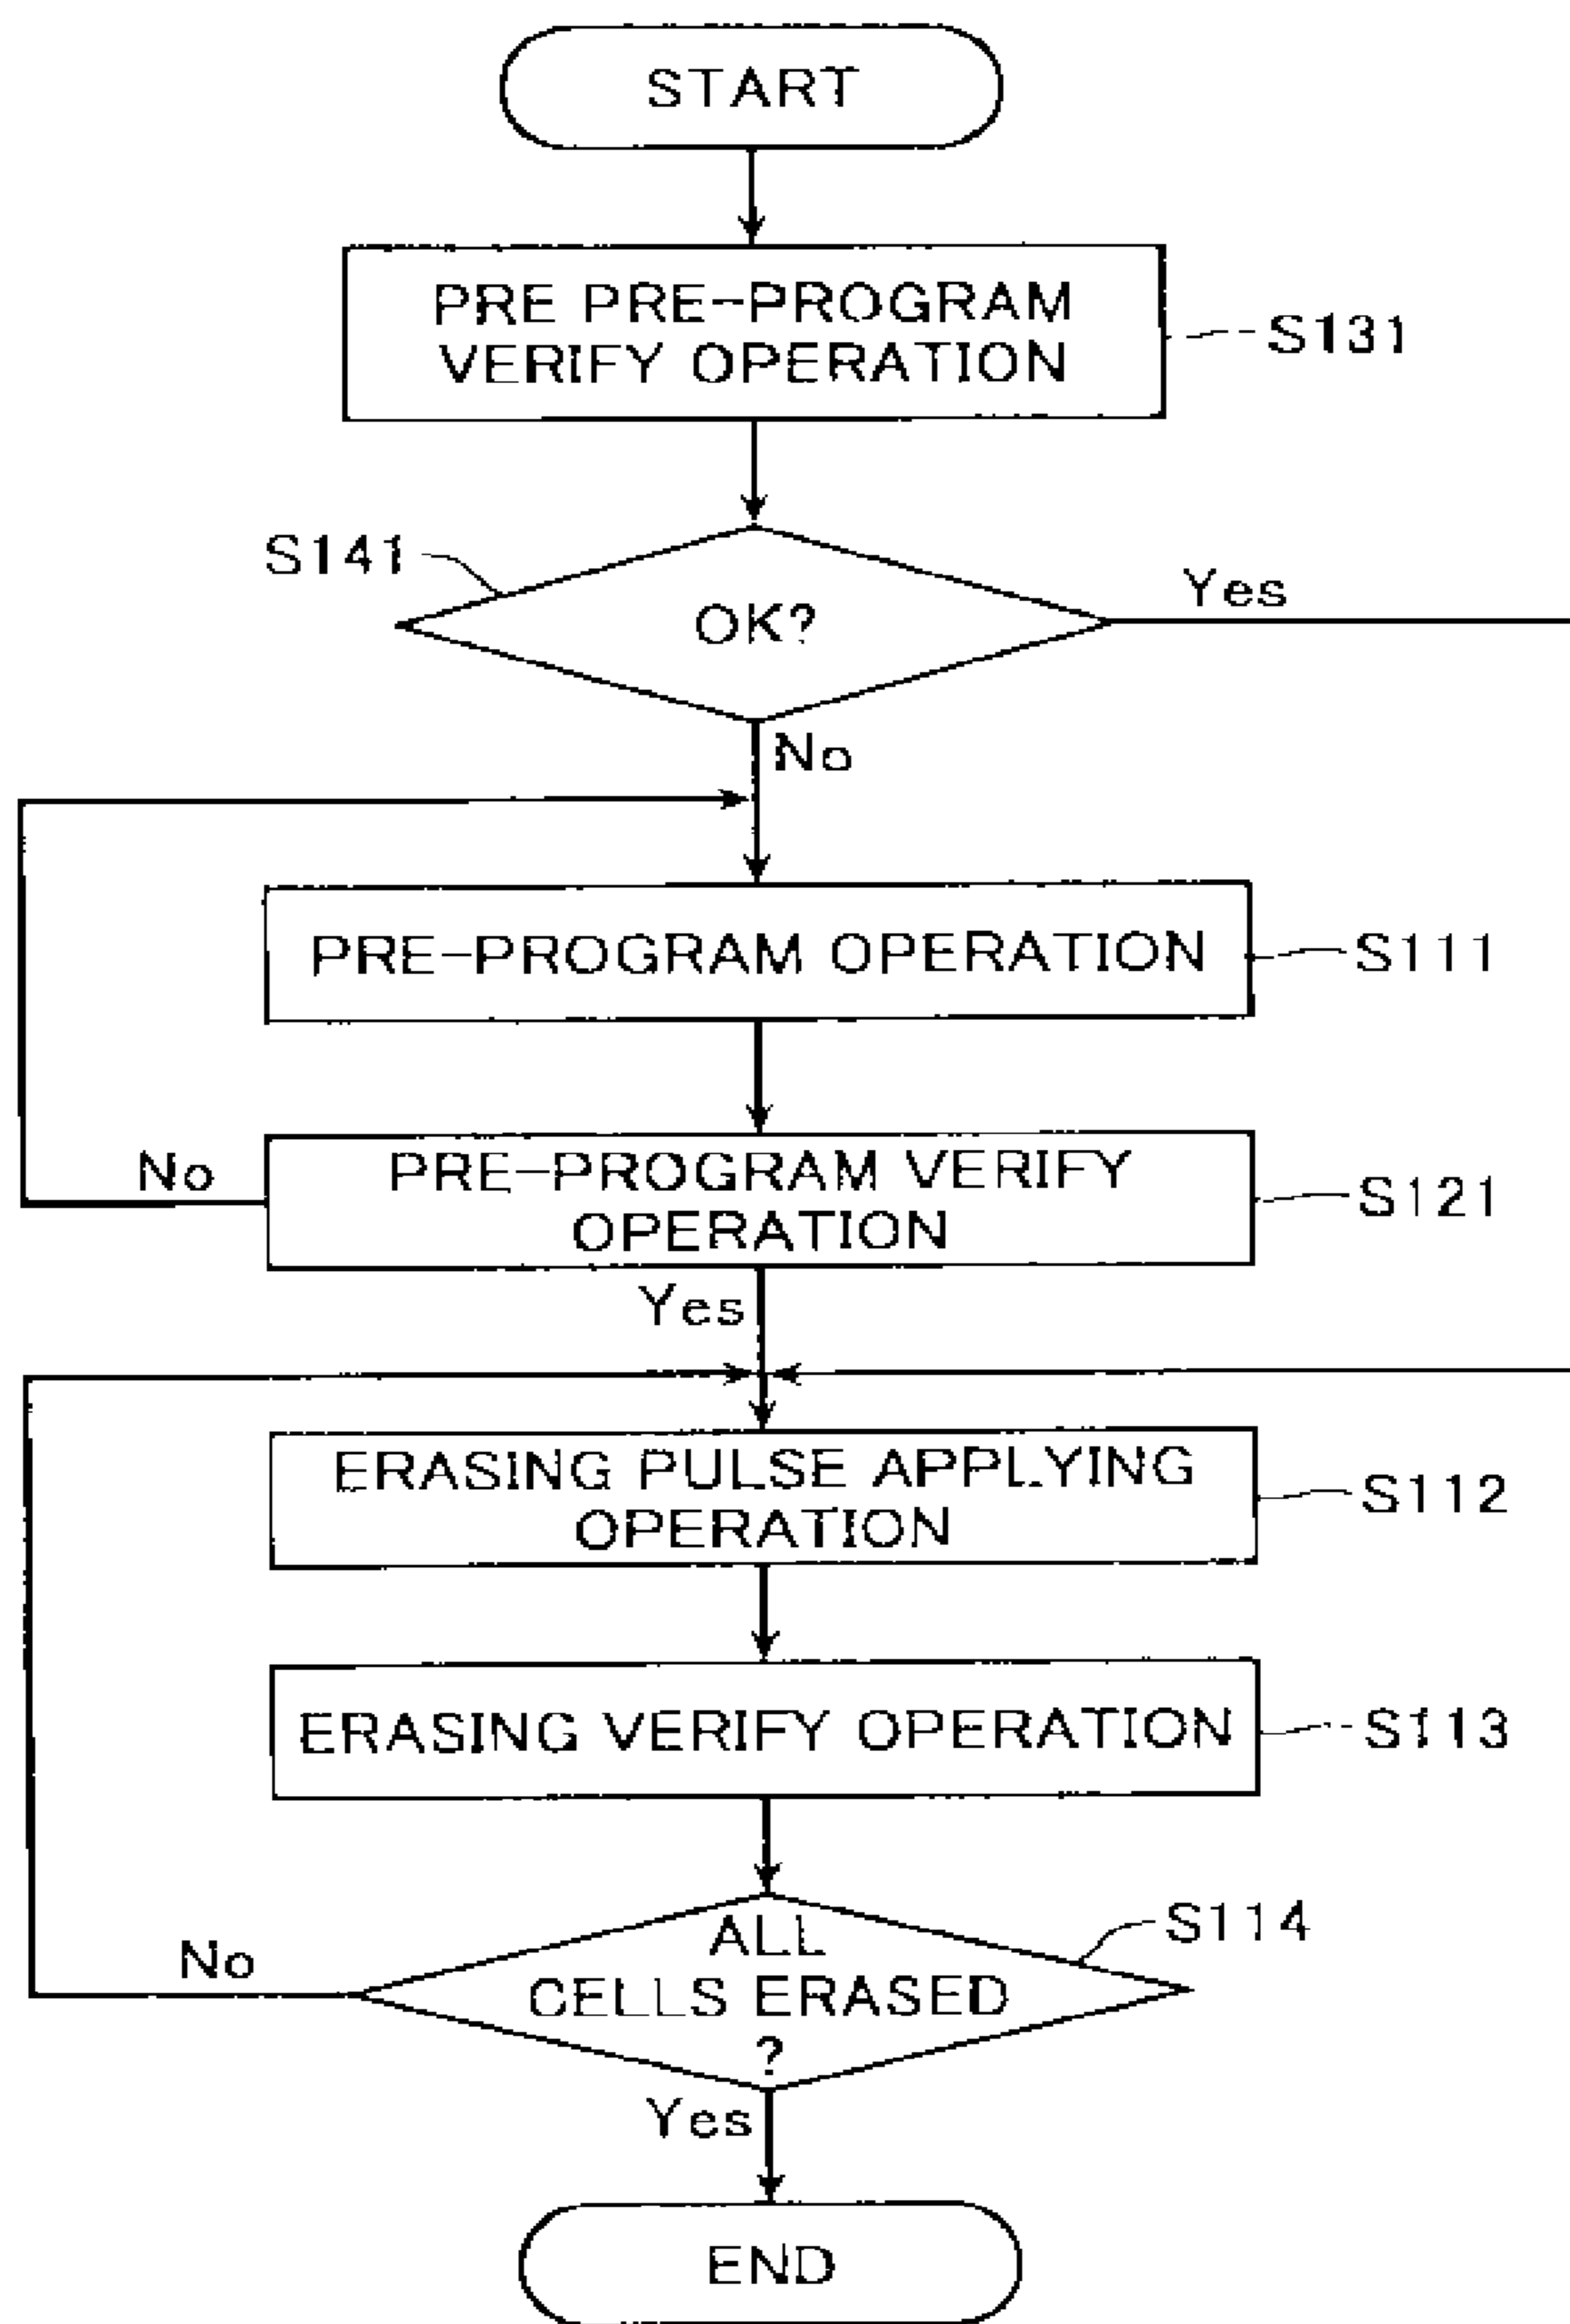 START
PRE PRE-PROGRAM
VERIFY OPERATION
S131
S141
OK?
Yes
No
PRE-PROGRAM OPERATION
S111
No
PRE-PROGRAM VERIFY
OPERATION
S121
Yes
ERASING PULSE APPLYING
OPERATION
S112
ERASING VERIFY OPERATION
S113
S114
No
ALL
CELLS ERASED
?
Yes
END